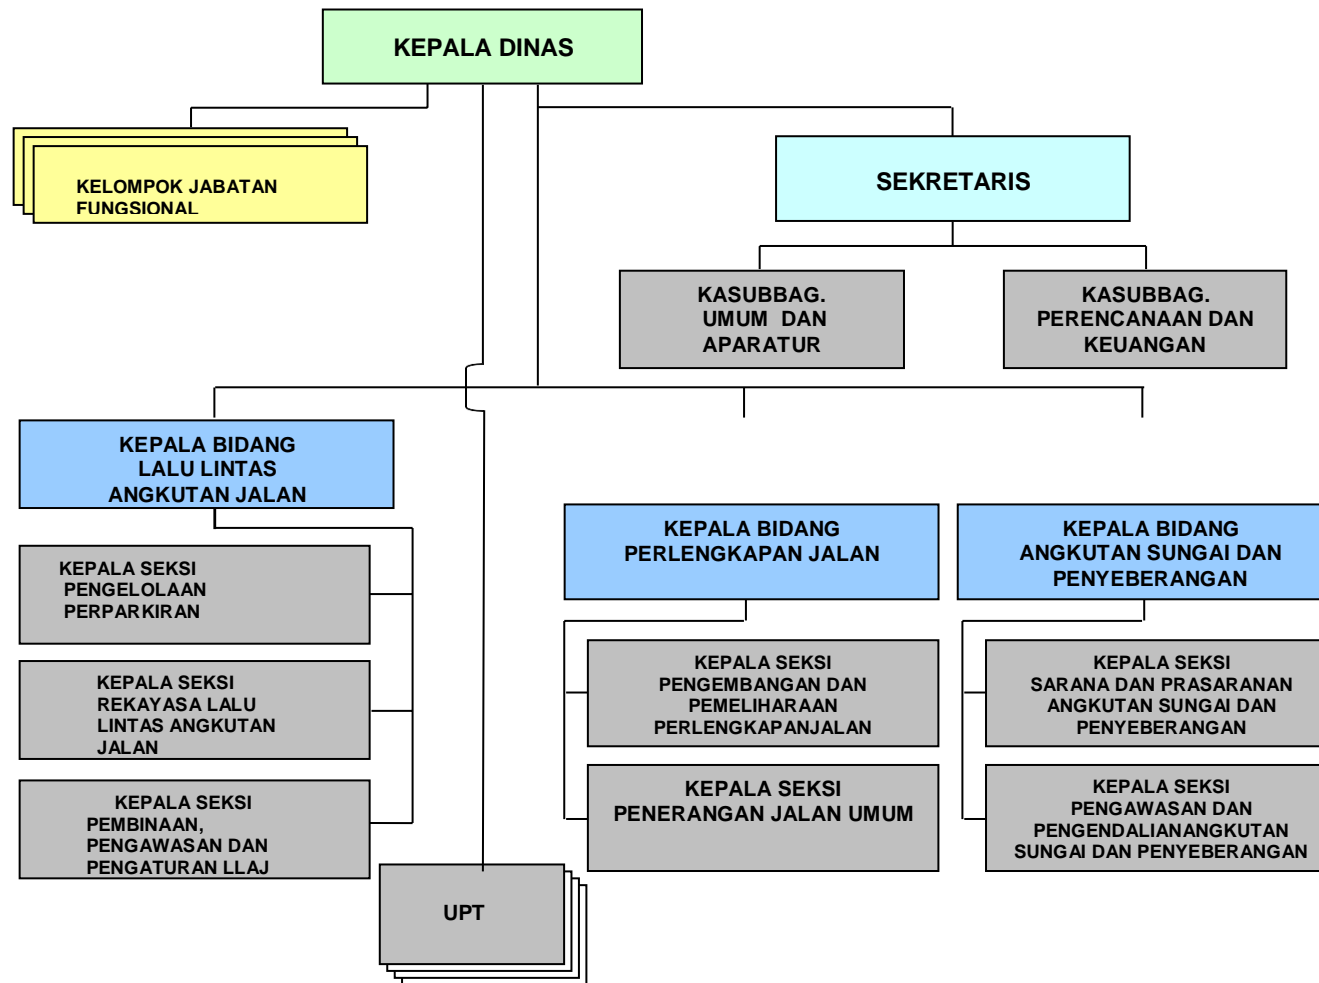 KEPALA DINAS
KELOMPOK JABATAN
FUNGSIONAL
SEKRETARIS
KASUBBAG.
UMUM DAN
APARATUR
KASUBBAG.
PERENCANAAN DAN
KEUANGAN
KEPALA BIDANG
LALU LINTAS
ANGKUTAN JALAN
KEPALA SEKSI
PENGELOLAAN
PERPARKIRAN
KEPALA SEKSI
REKAYASA LALU
LINTAS ANGKUTAN
JALAN
KEPALA SEKSI
PEMBINAAN,
PENGAWASAN DAN
PENGATURAN LLAJ
KEPALA BIDANG
PERLENGKAPAN JALAN
KEPALA SEKSI
PENGEMBANGAN DAN
PEMELIHARAAN
PERLENGKAPANJALAN
KEPALA SEKSI
PENERANGAN JALAN UMUM
KEPALA BIDANG
ANGKUTAN SUNGAI DAN
PENYEBERANGAN
KEPALA SEKSI
SARANA DAN PRASARANAN
ANGKUTAN SUNGAI DAN
PENYEBERANGAN
KEPALA SEKSI
PENGAWASAN DAN
PENGENDALIANANGKUTAN
SUNGAI DAN PENYEBERANGAN
UPT